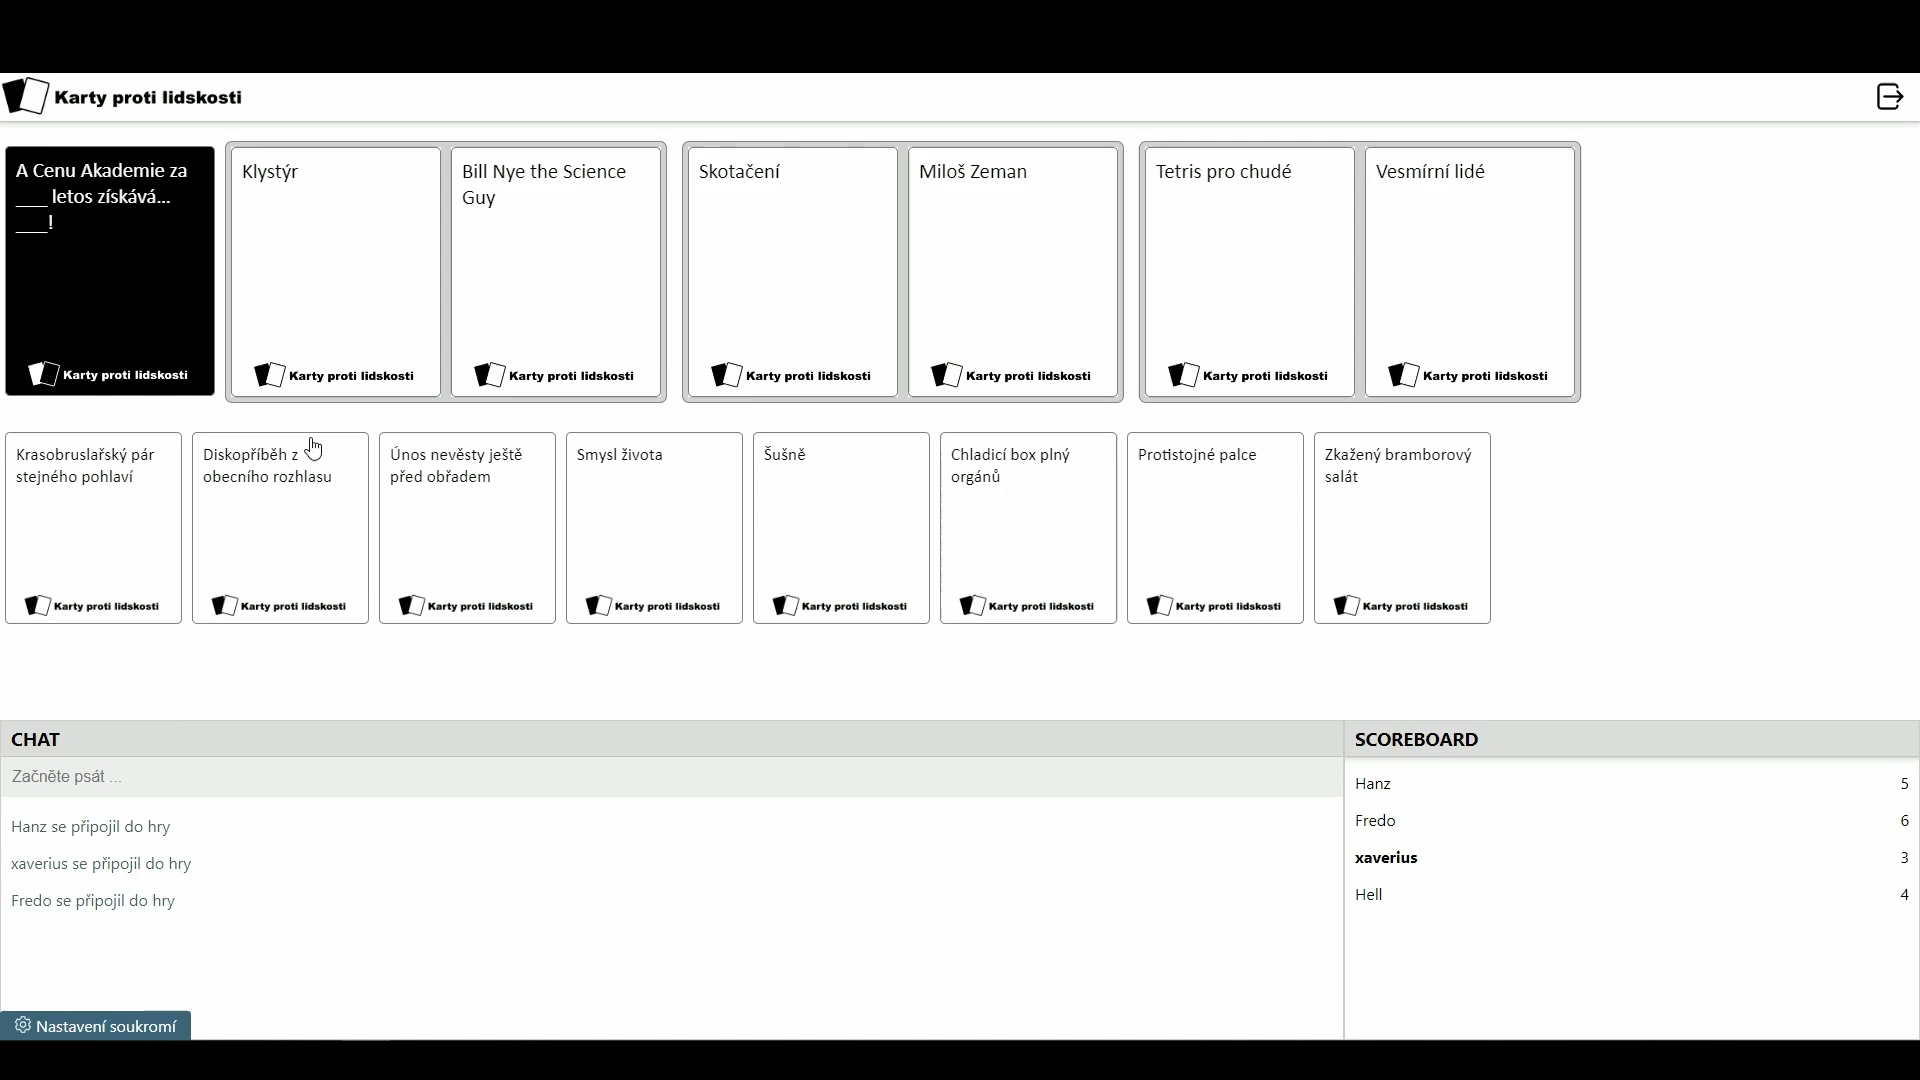 Karty proti lidskosti
A Cenu Akademie za
___ letos získává...
___!
Karty proti lidskosti
Klystýr
Karty proti lidskosti
Bill Nye the Science
Guy
Karty proti lidskosti
Skotačení
Karty proti lidskosti
Miloš Zeman
Karty proti lidskosti
Tetris pro chudé
Karty proti lidskosti
Vesmírní lidé
Karty proti lidskosti
Krasobruslařský pár
stejného pohlaví
Karty proti lidskosti
Diskopříběh z
obecního rozhlasu
Karty proti lidskosti
Únos nevěsty ještě
před obřadem
Karty proti lidskosti
Smysl života
Karty proti lidskosti
Šušně
Karty proti lidskosti
Chladicí box plný
orgánů
Karty proti lidskosti
Protistojné palce
Karty proti lidskosti
Zkažený bramborový
salát
Karty proti lidskosti
CHAT
Začněte psát ...
Hanz se připojil do hry
xaverius se připojil do hry
Fredo se připojil do hry
Nastavení soukromí
SCOREBOARD
Hanz 5
Fredo 6
xaverius 3
Hell 4